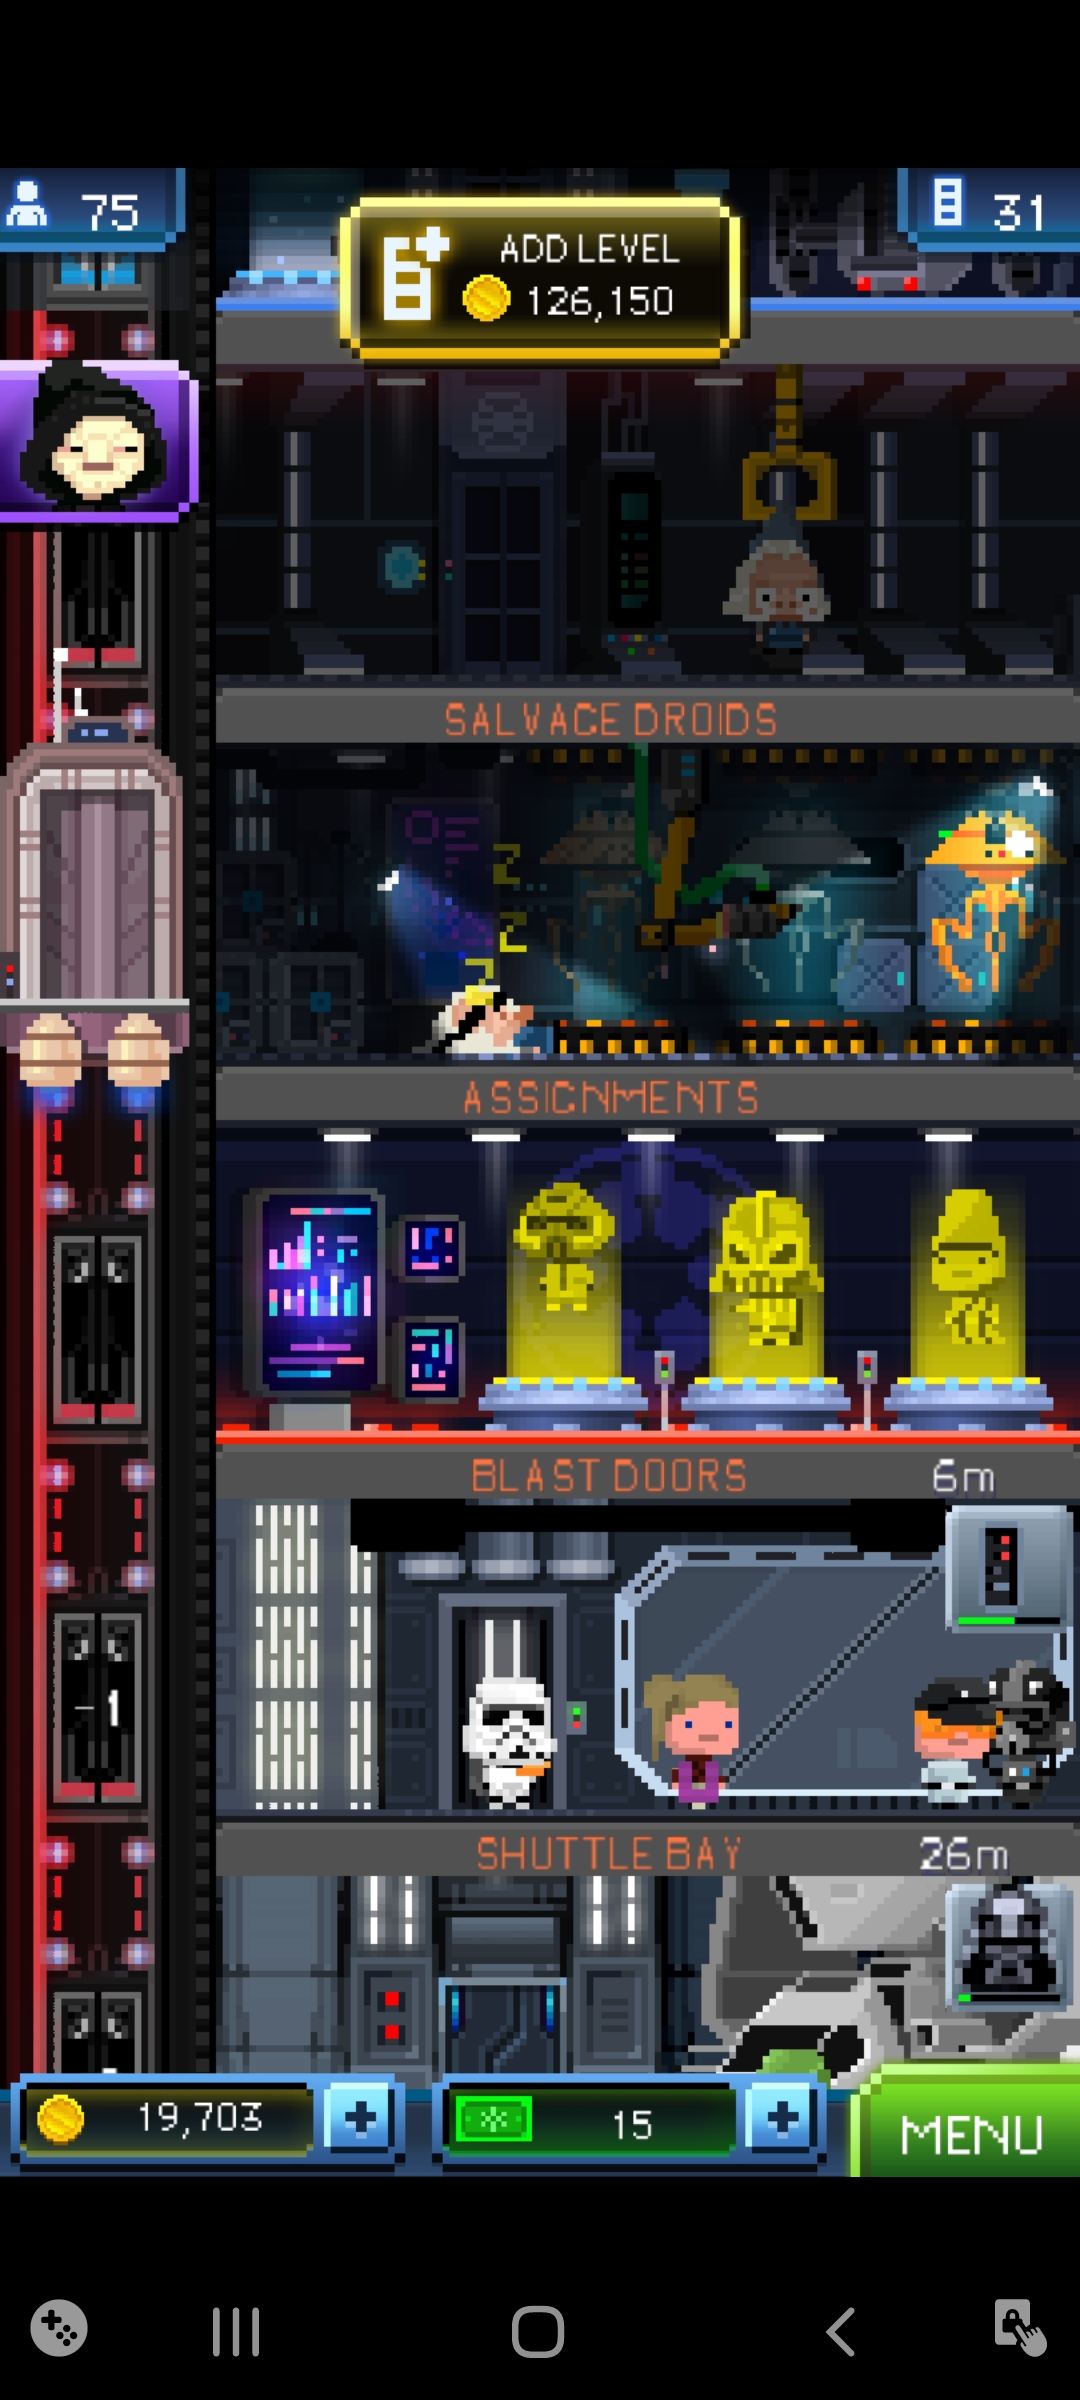 75
31
ADD LEVEL
126,150
SALVAGE DROIDS
Z
Z
Z
ASSIGNMENTS
BLAST DOORS 6m
-1
SHUTTLE BAY 26m
19,703
15
MENU